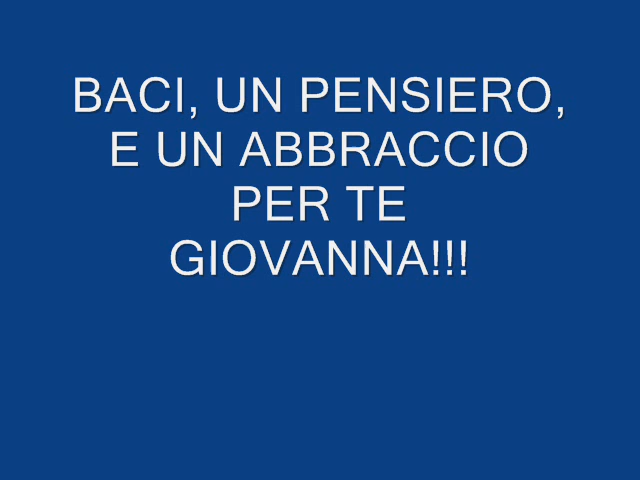 BACI, UN PENSIERO,
E UN ABBRACCIO
PER TE
GIOVANNA!!!